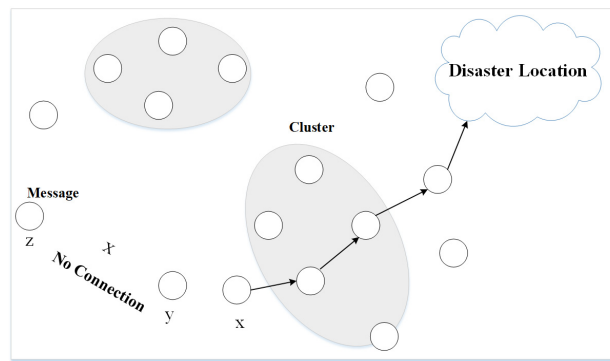 Disaster Location
Cluster
Message
z
X
No Connection
y
x